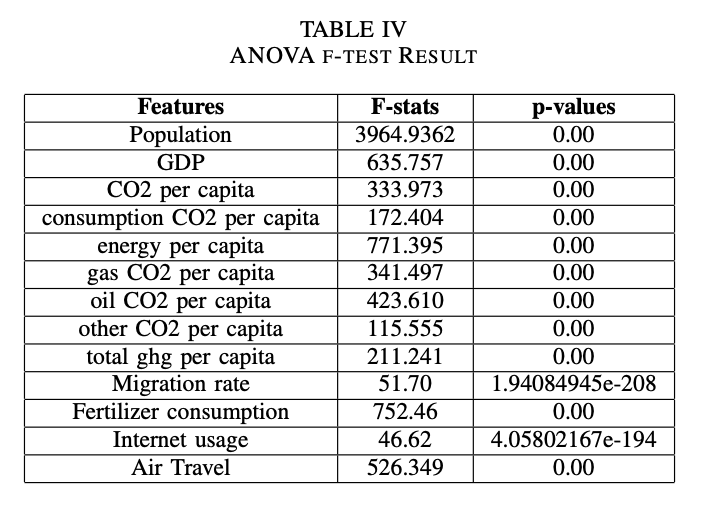 TABLE IV
ANOVA F-TEST RESULT
Features F-stats p-values
Population 3964.9362 0.00
GDP 635.757 0.00
CO2 per capita 333.973 0.00
consumption CO2 per capita 172.404 0.00
energy per capita 771.395 0.00
gas CO2 per capita 341.497 0.00
oil CO2 per capita 423.610 0.00
other CO2 per capita 115.555 0.00
total ghg per capita 211.241 0.00
Migration rate 51.70 1.94084945e-208
Fertilizer consumption 752.46 0.00
Internet usage 46.62 4.05802167e-194
Air Travel 526.349 0.00